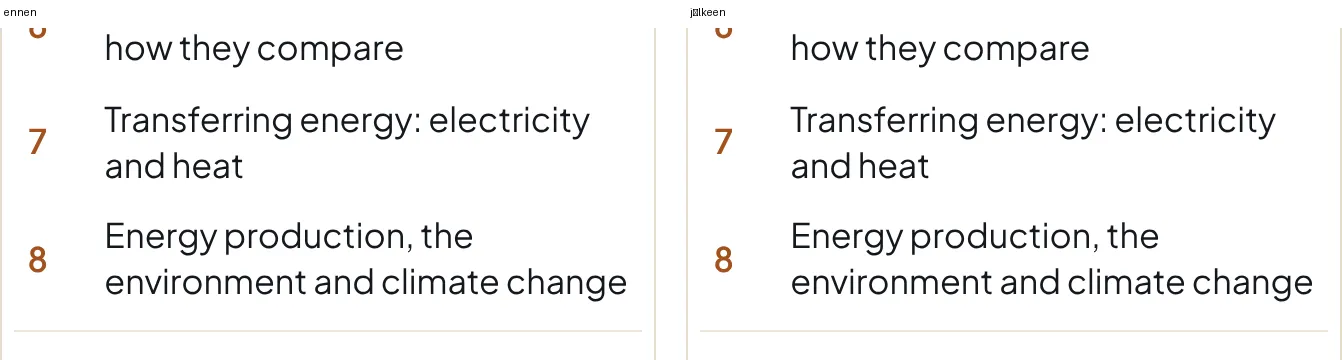 ennen
how they compare
7
Transferring energy: electricity
and heat
8
Energy production, the
environment and climate change
how they compare
7
Transferring energy: electricity
and heat
8
Energy production, the
environment and climate change